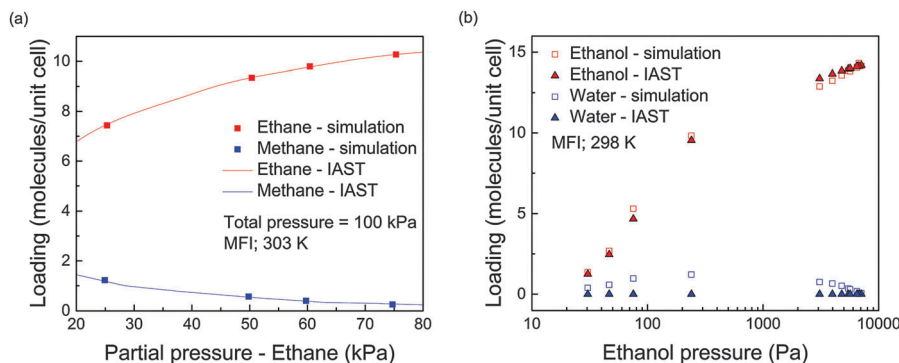 (a)
Loading (molecules/unit cell)
10
8
6
4
2
0
Ethane - simulation
Methane - simulation
Ethane - IAST
Methane - IAST
Total pressure = 100 kPa
MFI; 303 K
20 30 40 50 60 70 80
Partial pressure - Ethane (kPa)
(b)
Loading (molecules/unit cell)
15
10
5
0
Ethanol - simulation
Ethanol - IAST
Water - simulation
Water - IAST
MFI; 298 K
10 100 1000 10000
Ethanol pressure (Pa)